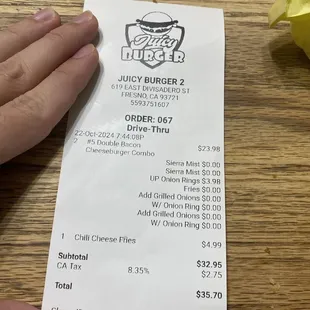 Juicy
BURGER
JUICY BURGER 2
619 EAST DIVISADERO ST
FRESNO, CA 93721
5593751607
ORDER: 067
Drive-Thru
22-Oct-2024 7:44:08P
2 #5 Double Bacon $23.98
Cheeseburger Combo
Sierra Mist $0.00
Sierra Mist $0.00
UP Onion Rings $3.98
Fries $0.00
Add Grilled Onions $0.00
W/ Onion Ring $0.00
Add Grilled Onions $0.00
W/ Onion Ring $0.00
1 Chili Cheese Fries $4.99
Subtotal $32.95
CA Tax 8.35% $2.75
Total $35.70